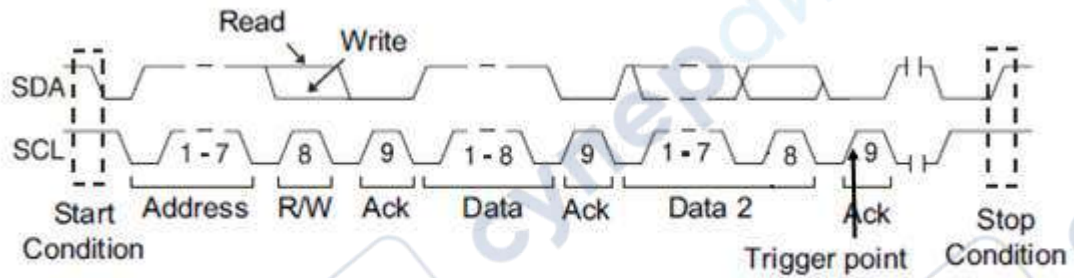 Read
Write
SDA
SCL
1 - 7
8
9
1 - 8
9
1 - 7
8
9
Start
Condition
Address
R/W
Ack
Data
Ack
Data 2
Ack
Trigger point
Stop
Condition